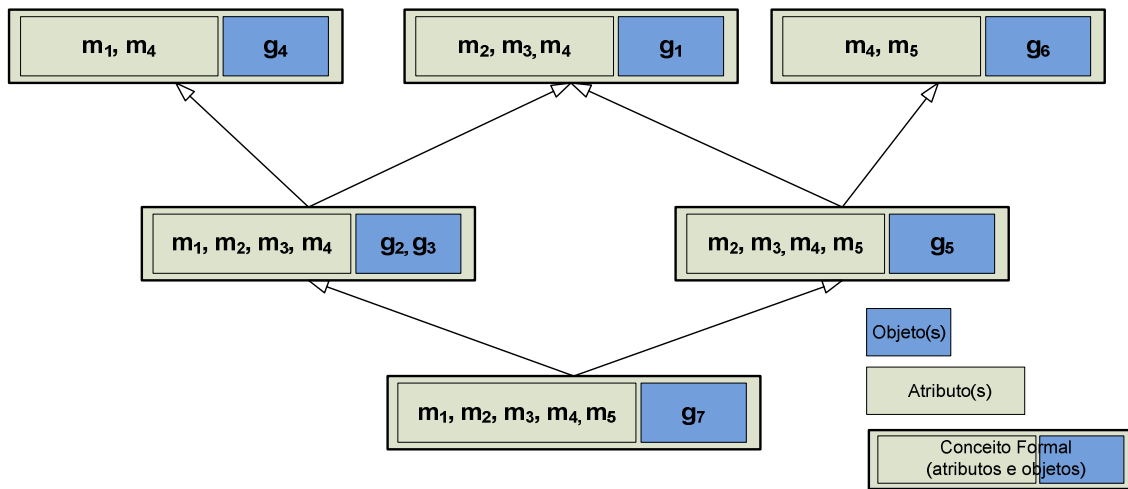 m₁, m₄ g₄
m₂, m₃, m₄ g₁
m₄, m₅ g₆
m₁, m₂, m₃, m₄ g₂, g₃
m₂, m₃, m₄, m₅ g₅
m₁, m₂, m₃, m₄, m₅ g₇
Objeto(s)
Atributo(s)
Conceito Formal
(atributos e objetos)